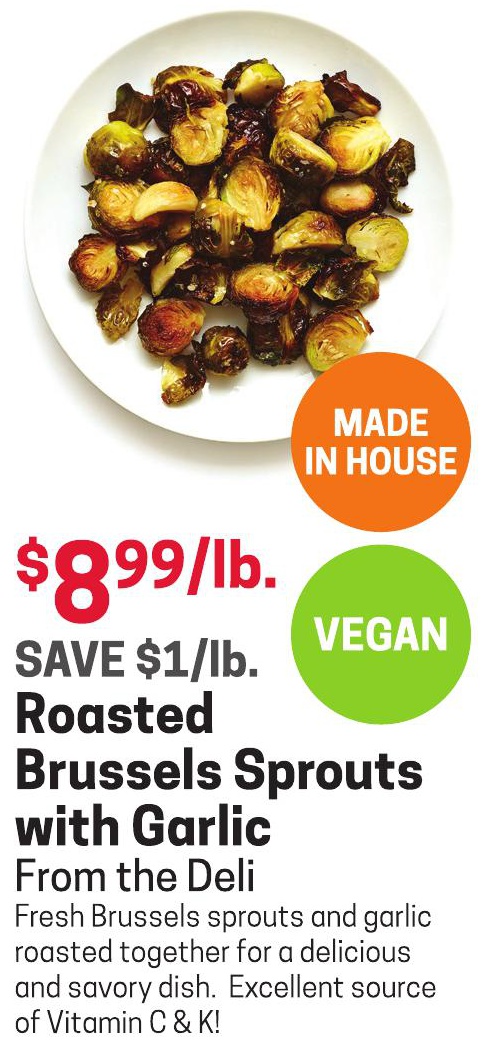 MADE
IN HOUSE
$8.99/lb.
VEGAN
SAVE $1/lb.
Roasted
Brussels Sprouts
with Garlic
From the Deli
Fresh Brussels sprouts and garlic
roasted together for a delicious
and savory dish.  Excellent source
of Vitamin C & K!